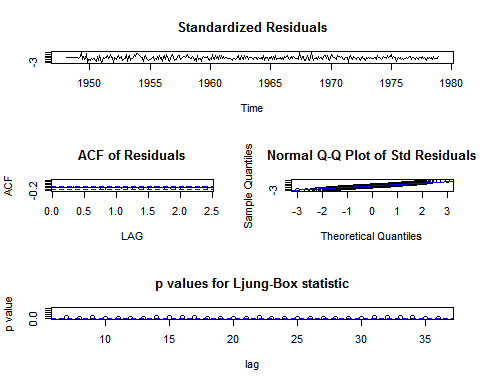 Standardized Residuals
-3
1950 1955 1960 1965 1970 1975 1980
Time
ACF of Residuals
ACF
-0.2
0.0 0.5 1.0 1.5 2.0 2.5
LAG
Normal Q-Q Plot of Std Residuals
Sample Quantiles
-3
-3 -2 -1 0 1 2 3
Theoretical Quantiles
p values for Ljung-Box statistic
p value
0.0
10 15 20 25 30 35
lag